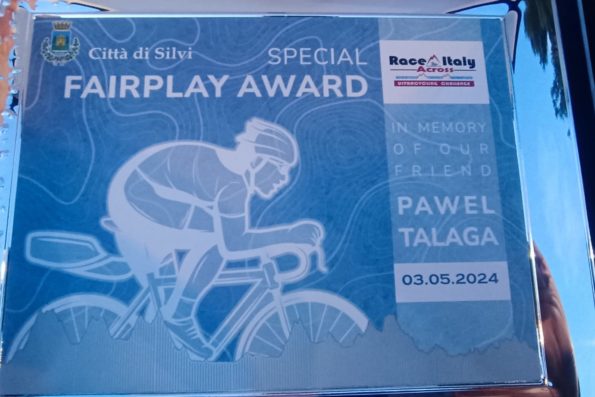 Città di Silvi
SPECIAL
FAIRPLAY AWARD
Race Italy
Across
ULTRACYCLING CHALLENGE
IN MEMORY
OF OUR
FRIEND
PAWEL
TALAGA
03.05.2024